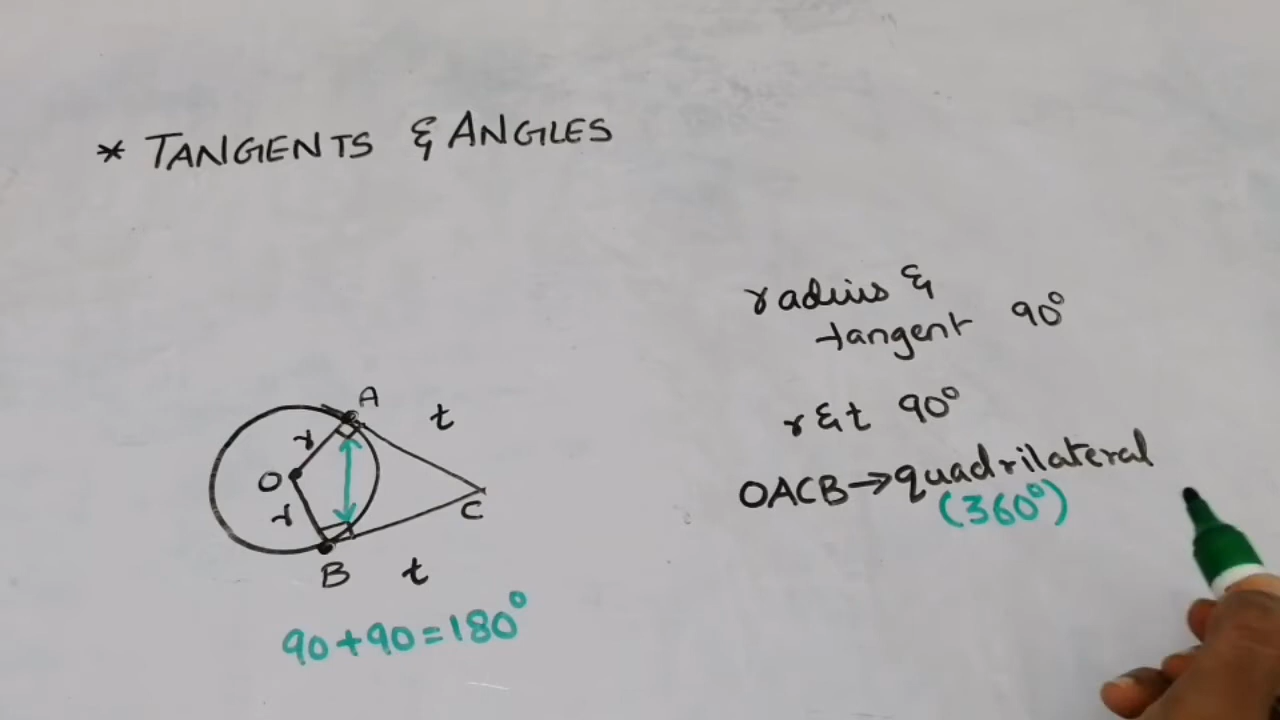 * TANGENTS & ANGLES
radius &
tangent 90°
r & t 90°
OACB → quadrilateral
(360°)
A
t
r
O
r
C
B
t
90 + 90 = 180°